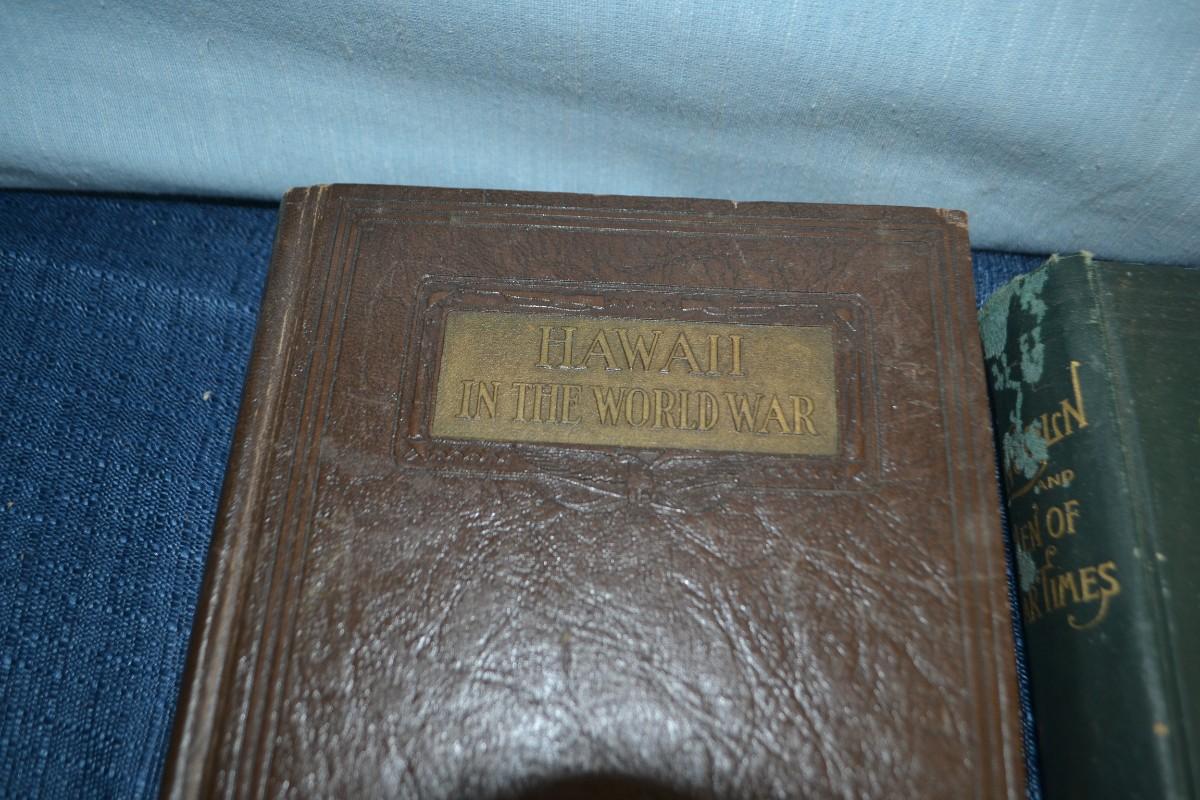 HAWAII
IN THE WORLD WAR
AND
OF
TIMES